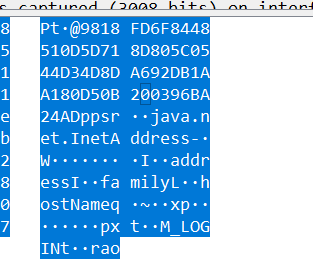 s captured (3008 bits) on interf
8 Pt·@9818 FD6F8448
5 510D5D71 8D805C05
1 44D34D8D A692DB1A
1 A180D50B 200396BA
e 24ADppsr ··java.n
b et.InetA ddress-·
2 W······· ·I··addr
8 essI··fa milyL··h
0 ostNameq ·~··xp··
7 ······px t··M_LOG
INt··rao